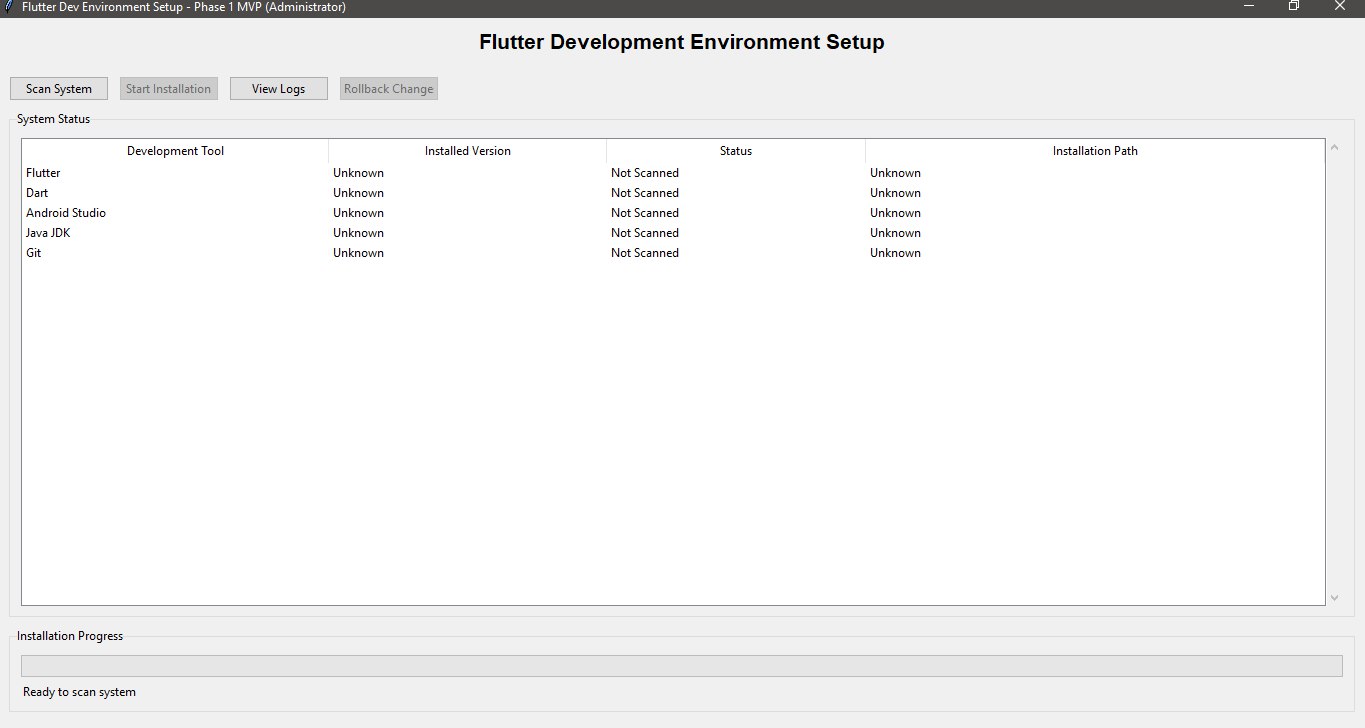 Flutter Dev Environment Setup - Phase 1 MVP (Administrator)
Flutter Development Environment Setup
Scan System Start Installation View Logs Rollback Change
System Status
Development Tool Installed Version Status Installation Path
Flutter Unknown Not Scanned Unknown
Dart Unknown Not Scanned Unknown
Android Studio Unknown Not Scanned Unknown
Java JDK Unknown Not Scanned Unknown
Git Unknown Not Scanned Unknown
Installation Progress
Ready to scan system